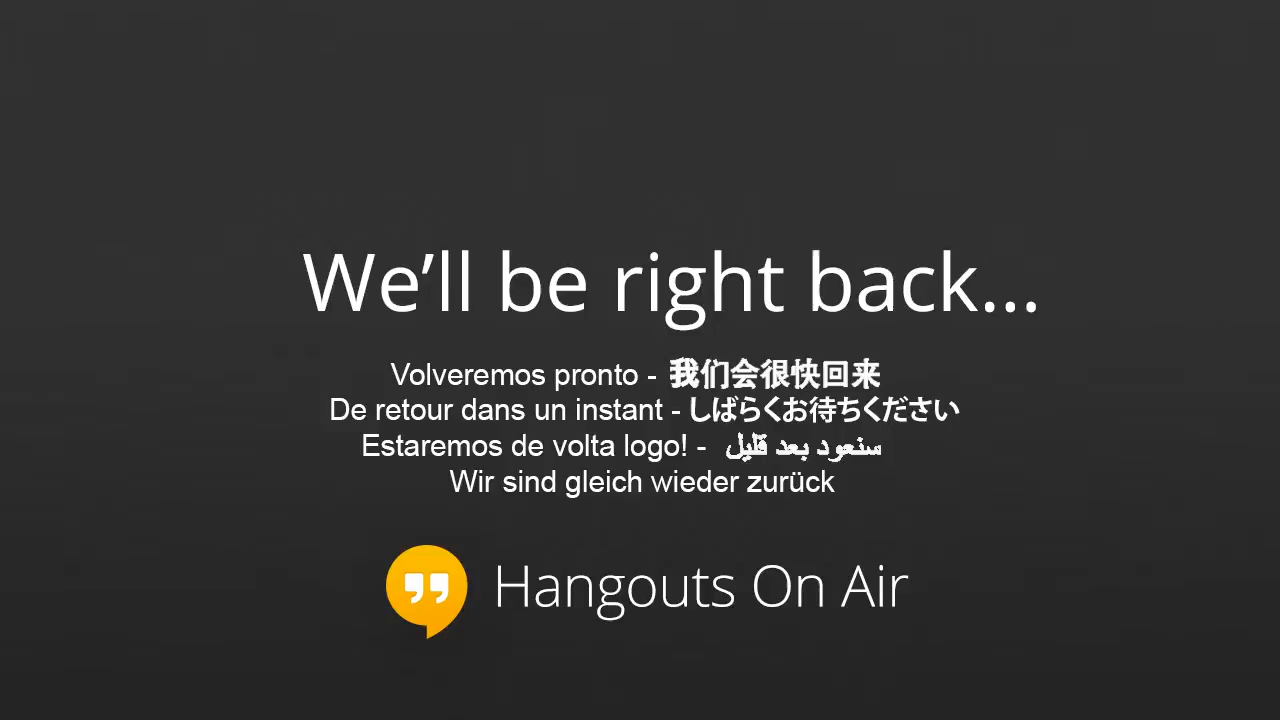 We’ll be right back...
Volveremos pronto - 我们会很快回来
De retour dans un instant - しばらくお待ちください
Estaremos de volta logo! - سنعود بعد قليل
Wir sind gleich wieder zurück
Hangouts On Air